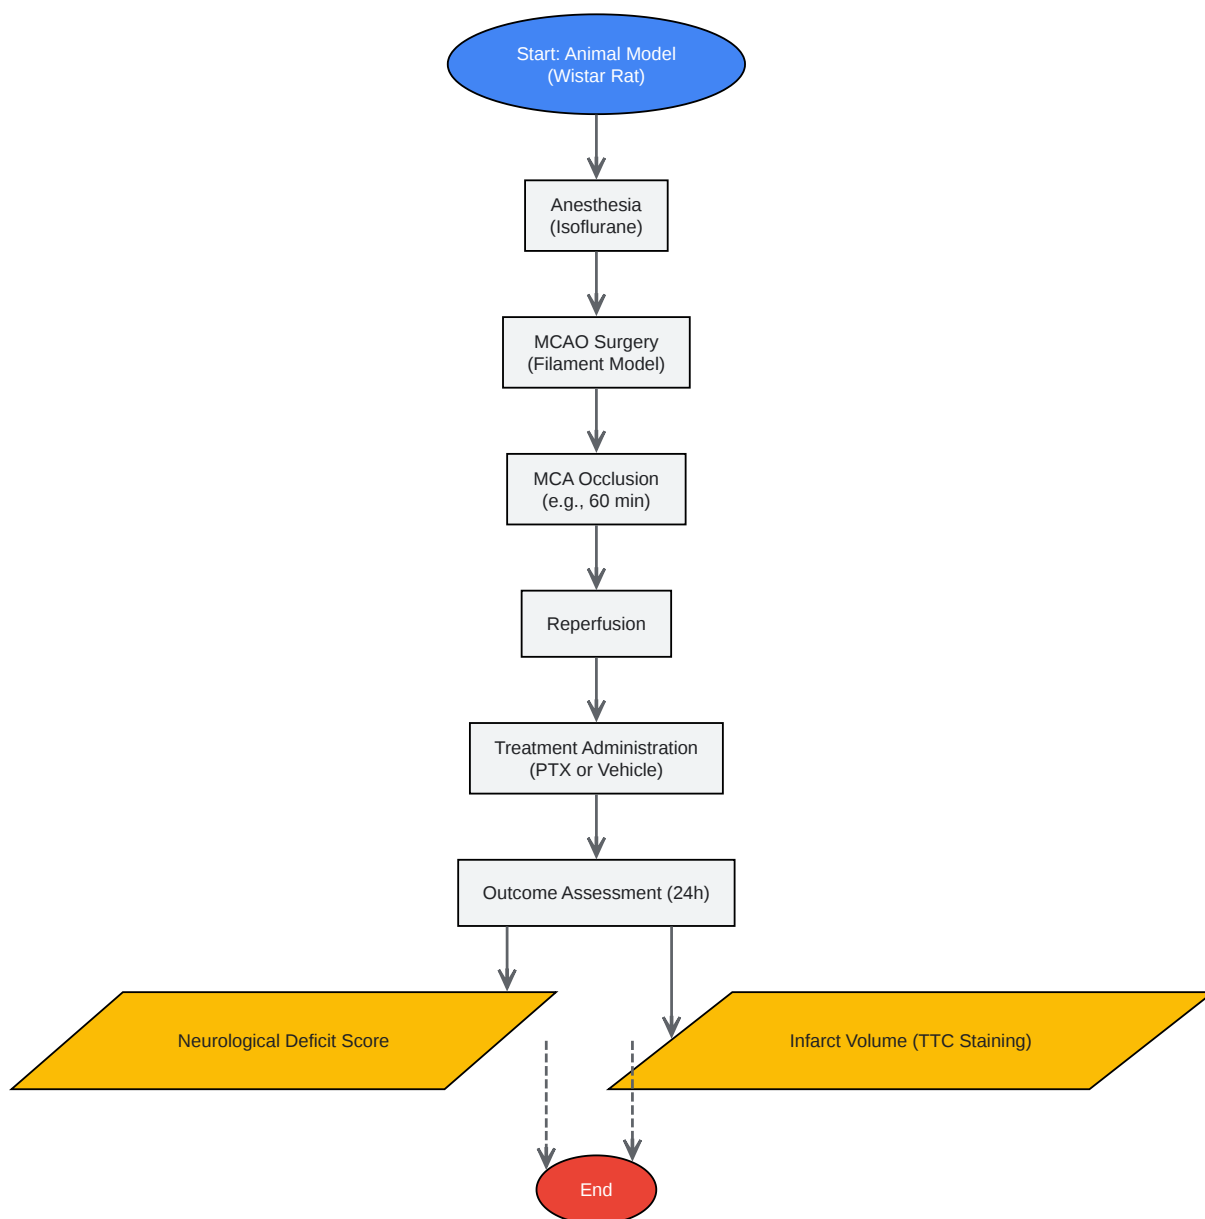 Start: Animal Model
(Wistar Rat)
Anesthesia
(Isoflurane)
MCAO Surgery
(Filament Model)
MCA Occlusion
(e.g., 60 min)
Reperfusion
Treatment Administration
(PTX or Vehicle)
Outcome Assessment (24h)
Neurological Deficit Score
Infarct Volume (TTC Staining)
End